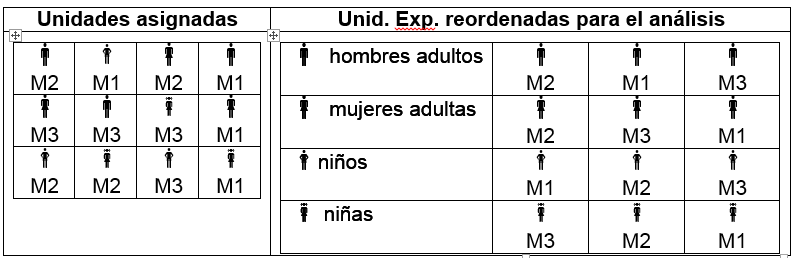 Unidades asignadas
Unid. Exp. reordenadas para el análisis
M2 M1 M2 M1
M3 M3 M3 M1
M2 M2 M3 M1
hombres adultos
M2 M1 M3
mujeres adultas
M2 M3 M1
niños
M1 M2 M3
niñas
M3 M2 M1